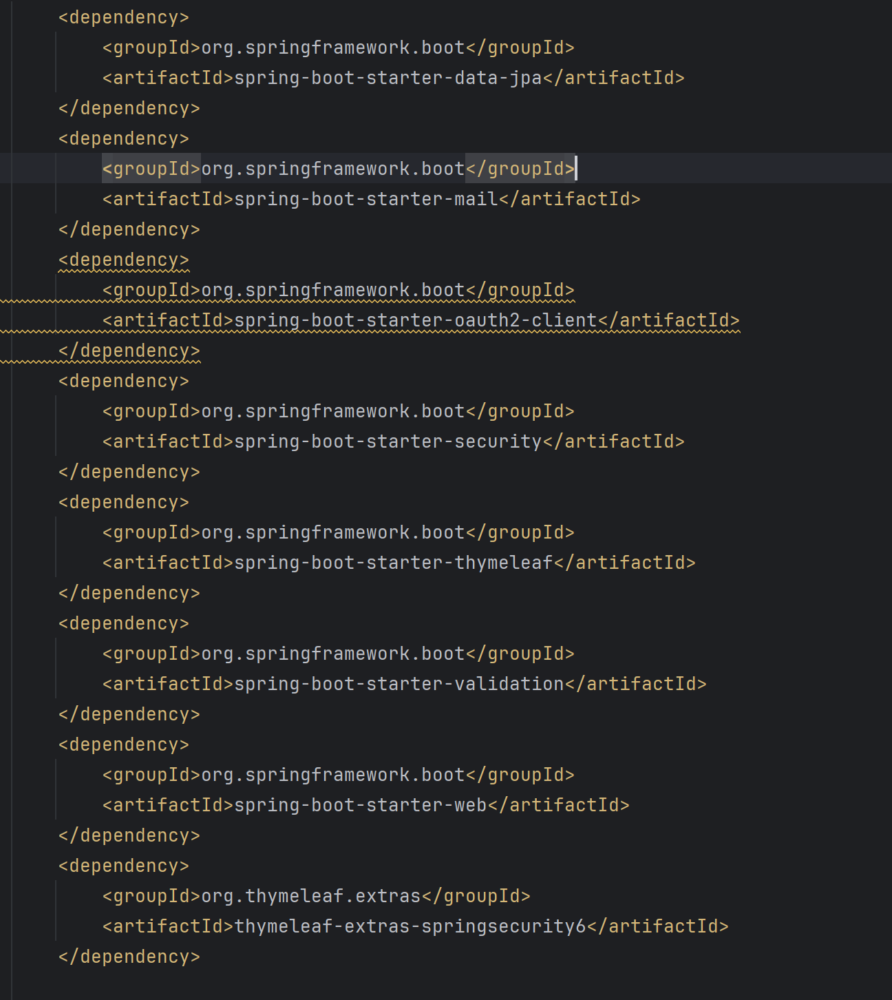 <dependency>
<groupId>org.springframework.boot</groupId>
<artifactId>spring-boot-starter-data-jpa</artifactId>
</dependency>
<dependency>
<groupId>org.springframework.boot</groupId>
<artifactId>spring-boot-starter-mail</artifactId>
</dependency>
<dependency>
<groupId>org.springframework.boot</groupId>
<artifactId>spring-boot-starter-oauth2-client</artifactId>
</dependency>
<dependency>
<groupId>org.springframework.boot</groupId>
<artifactId>spring-boot-starter-security</artifactId>
</dependency>
<dependency>
<groupId>org.springframework.boot</groupId>
<artifactId>spring-boot-starter-thymeleaf</artifactId>
</dependency>
<dependency>
<groupId>org.springframework.boot</groupId>
<artifactId>spring-boot-starter-validation</artifactId>
</dependency>
<dependency>
<groupId>org.springframework.boot</groupId>
<artifactId>spring-boot-starter-web</artifactId>
</dependency>
<dependency>
<groupId>org.thymeleaf.extras</groupId>
<artifactId>thymeleaf-extras-springsecurity6</artifactId>
</dependency>